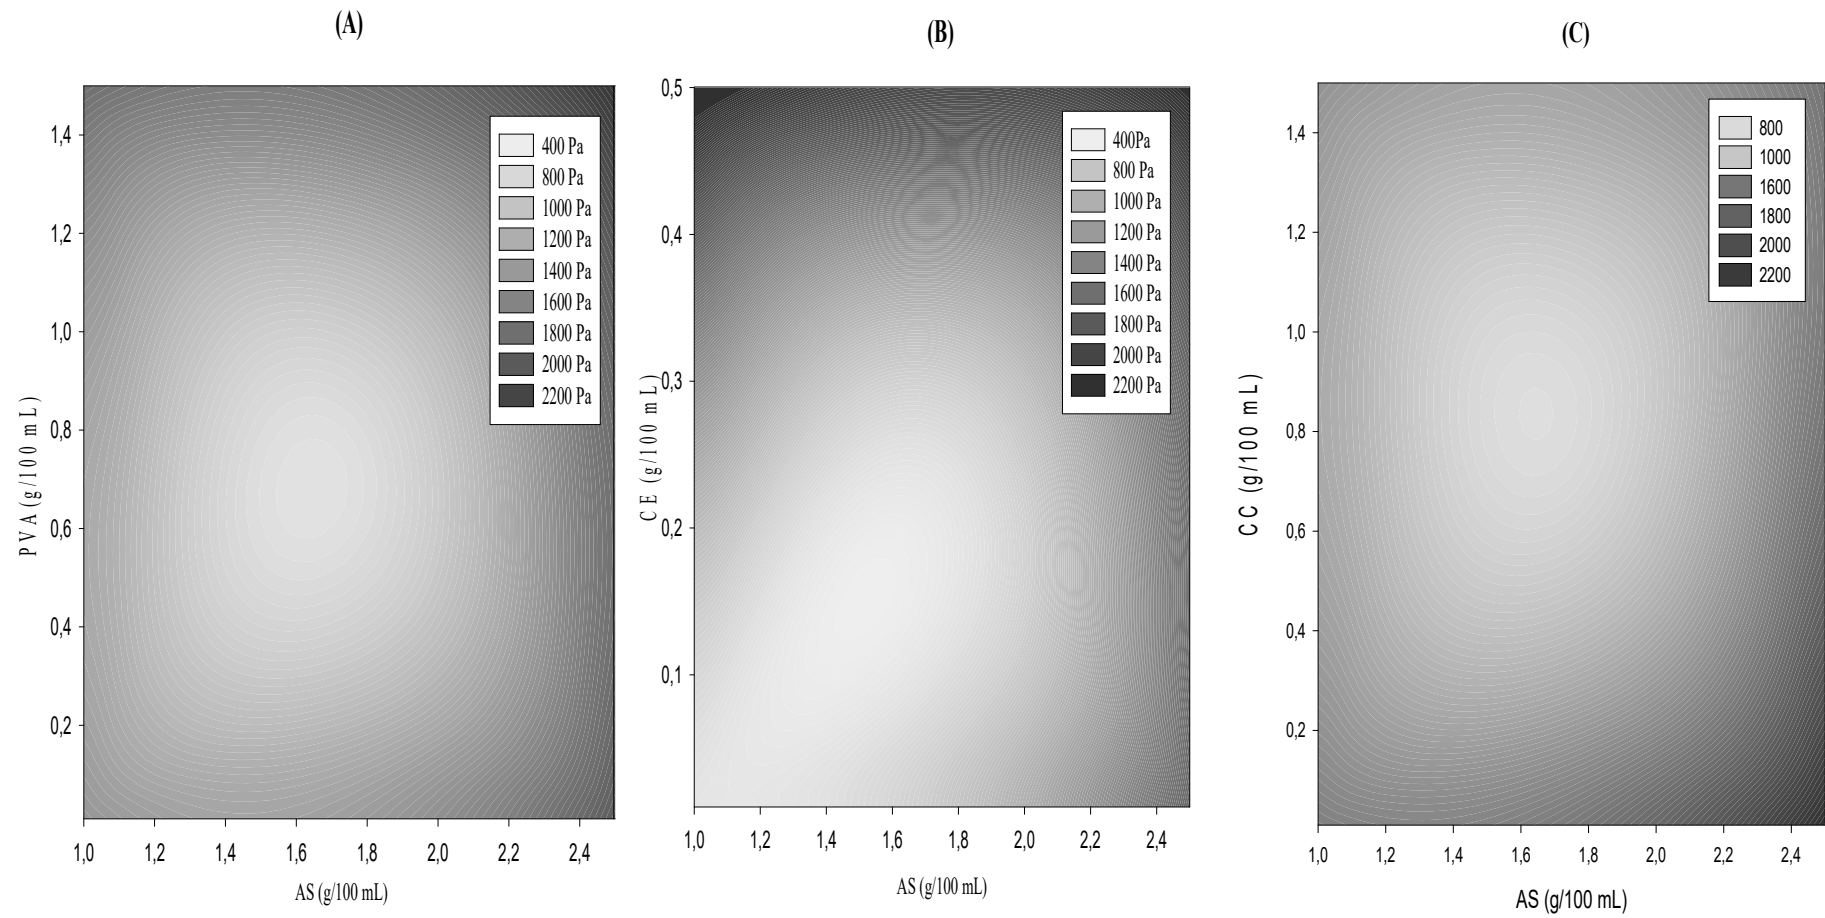 (A)
1,4
1,2
1,0
0,8
0,6
0,4
0,2
PVA (g/100 mL)
400 Pa
800 Pa
1000 Pa
1200 Pa
1400 Pa
1600 Pa
1800 Pa
2000 Pa
2200 Pa
1,0 1,2 1,4 1,6 1,8 2,0 2,2 2,4
AS (g/100 mL)
(B)
0,5
0,4
0,3
0,2
0,1
CE (g/100 mL)
400Pa
800 Pa
1000 Pa
1200 Pa
1400 Pa
1600 Pa
1800 Pa
2000 Pa
2200 Pa
1,0 1,2 1,4 1,6 1,8 2,0 2,2 2,4
AS (g/100 mL)
(C)
1,4
1,2
1,0
0,8
0,6
0,4
0,2
CC (g/100 mL)
800
1000
1600
1800
2000
2200
1,0 1,2 1,4 1,6 1,8 2,0 2,2 2,4
AS (g/100 mL)